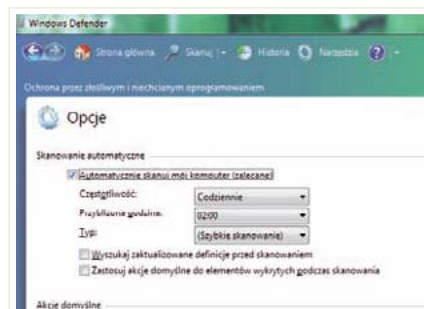 Windows Defender
Strona główna Skanuj Historia Narzędzia
Ochrona przez złośliwym i niechcianym oprogramowaniem
Opcje
Skanowanie automatyczne
Automatycznie skanuj mój komputer (zalecane)
Częstotliwość: Codziennie
Przybliżona godzina: 02:00
Typ: (Szybkie skanowanie)
Wyszukaj zaktualizowane definicje przed skanowaniem
Zastosuj akcje domyślne do elementów wykrytych podczas skanowania
Akcje domyślne